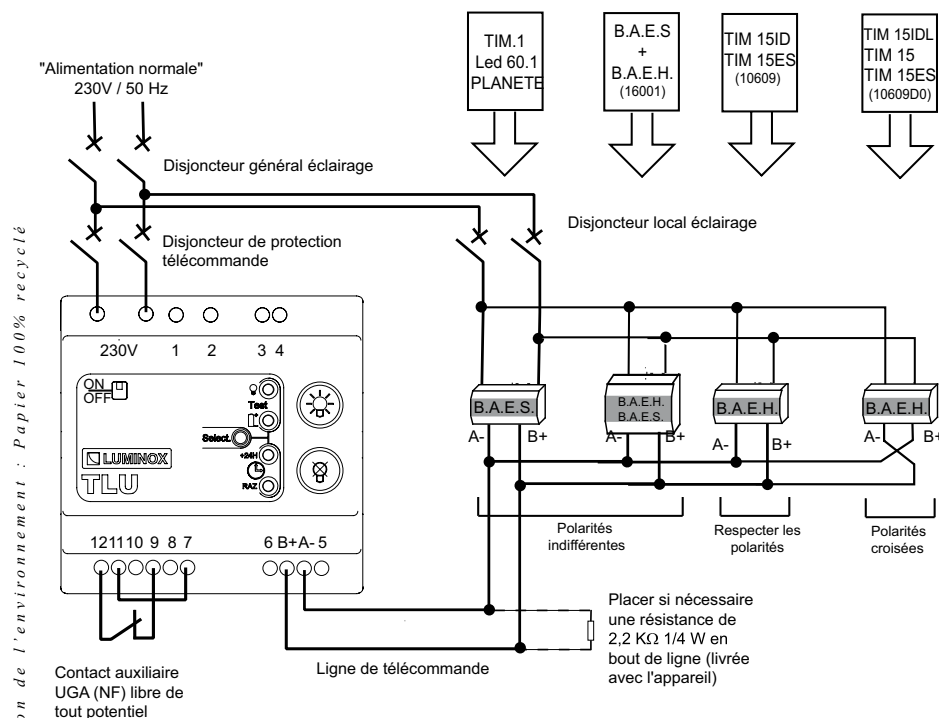 TIM.1
Led 60.1
PLANETE
B.A.E.S
+
B.A.E.H.
(16001)
TIM 15ID
TIM 15ES
(10609)
TIM 15IDL
TIM 15
TIM 15ES
(10609D0)
"Alimentation normale"
230V / 50 Hz
Disjoncteur général éclairage
Disjoncteur local éclairage
Disjoncteur de protection
télécommande
230V 1 2 3 4
ON
OFF
Test
Select.
+24H
RAZ
LUMINOX
TLU
B.A.E.S.
B.A.E.H.
B.A.E.S.
B.A.E.H.
B.A.E.H.
A- B+
A- B+
A- B+
A- B+
Polarités
indifférentes
Respecter les
polarités
Polarités
croisées
121110 9 8 7 6 B+A- 5
Placer si nécessaire
une résistance de
2,2 KΩ 1/4 W en
bout de ligne (livrée
avec l'appareil)
Ligne de télécommande
Contact auxiliaire
UGA (NF) libre de
tout potentiel
on de l'environnement : Papier 100% recyclé